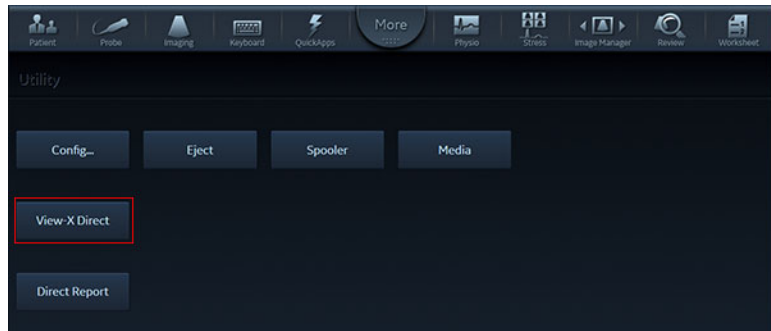 Patient Probe Imaging Keyboard QuickApps More Physio Stress Image Manager Review Worksheet
Utility
Config... Eject Spooler Media
View-X Direct
Direct Report